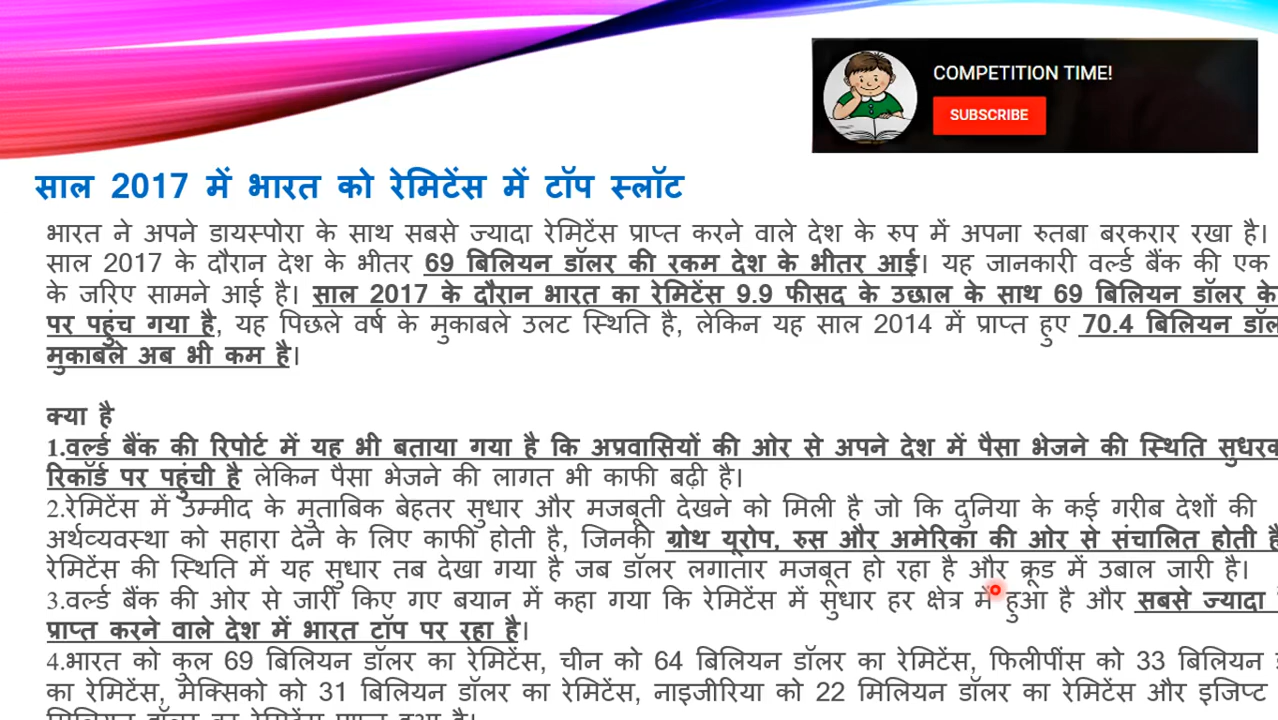 COMPETITION TIME!
SUBSCRIBE
साल 2017 में भारत को रेमिटेंस में टॉप स्लॉट
भारत ने अपने डायस्पोरा के साथ सबसे ज्यादा रेमिटेंस प्राप्त करने वाले देश के रुप में अपना रुतबा बरकरार रखा है।
साल 2017 के दौरान देश के भीतर 69 बिलियन डॉलर की रकम देश के भीतर आई। यह जानकारी वर्ल्ड बैंक की एक
के जरिए सामने आई है। साल 2017 के दौरान भारत का रेमिटेंस 9.9 फीसद के उछाल के साथ 69 बिलियन डॉलर के
पर पहुंच गया है, यह पिछले वर्ष के मुकाबले उलट स्थिति है, लेकिन यह साल 2014 में प्राप्त हुए 70.4 बिलियन
मुकाबले अब भी कम है।
क्या है
1.वर्ल्ड बैंक की रिपोर्ट में यह भी बताया गया है कि अप्रवासियों की ओर से अपने देश में पैसा भेजने की स्थिति
रिकॉर्ड पर पहुंची है लेकिन पैसा भेजने की लागत भी काफी बढ़ी है।
2.रेमिटेंस में उम्मीद के मुताबिक बेहतर सुधार और मजबूती देखने को मिली है जो कि दुनिया के कई गरीब देशों की
अर्थव्यवस्था को सहारा देने के लिए काफी होती है, जिनकी ग्रोथ यूरोप, रुस और अमेरिका की ओर से संचालित होती है
रेमिटेंस की स्थिति में यह सुधार तब देखा गया है जब डॉलर लगातार मजबूत हो रहा है और क्रूड में उबाल जारी है।
3.वर्ल्ड बैंक की ओर से जारी किए गए बयान में कहा गया कि रेमिटेंस में सुधार हर क्षेत्र में हुआ है और सबसे ज्यादा
प्राप्त करने वाले देश में भारत टॉप पर रहा है।
4.भारत को कुल 69 बिलियन डॉलर का रेमिटेंस, चीन को 64 बिलियन डॉलर का रेमिटेंस, फिलीपींस को 33 बिलियन
का रेमिटेंस, मेक्सिको को 31 बिलियन डॉलर का रेमिटेंस, नाइजीरिया को 22 मिलियन डॉलर का रेमिटेंस और इजिप्ट